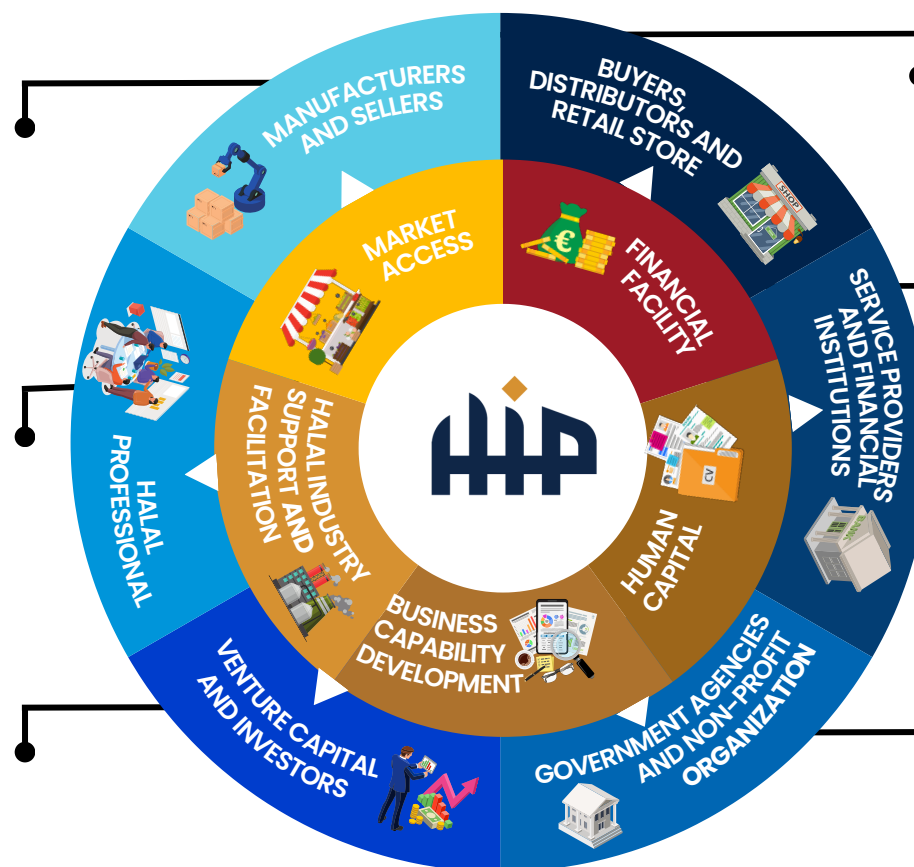 MANUFACTURERS
AND SELLERS
BUYERS,
DISTRIBUTORS AND
RETAIL STORE
SHOP
SERVICE PROVIDERS
AND FINANCIAL
INSTITUTIONS
BANK
GOVERNMENT AGENCIES
AND NON-PROFIT
ORGANIZATION
VENTURE CAPITAL
AND INVESTORS
HALAL
PROFESSIONAL
MARKET
ACCESS
€
FINANCIAL
FACILITY
CV
HUMAN
CAPITAL
BUSINESS
CAPABILITY
DEVELOPMENT
HALAL INDUSTRY
SUPPORT AND
FACILITATION
HIP